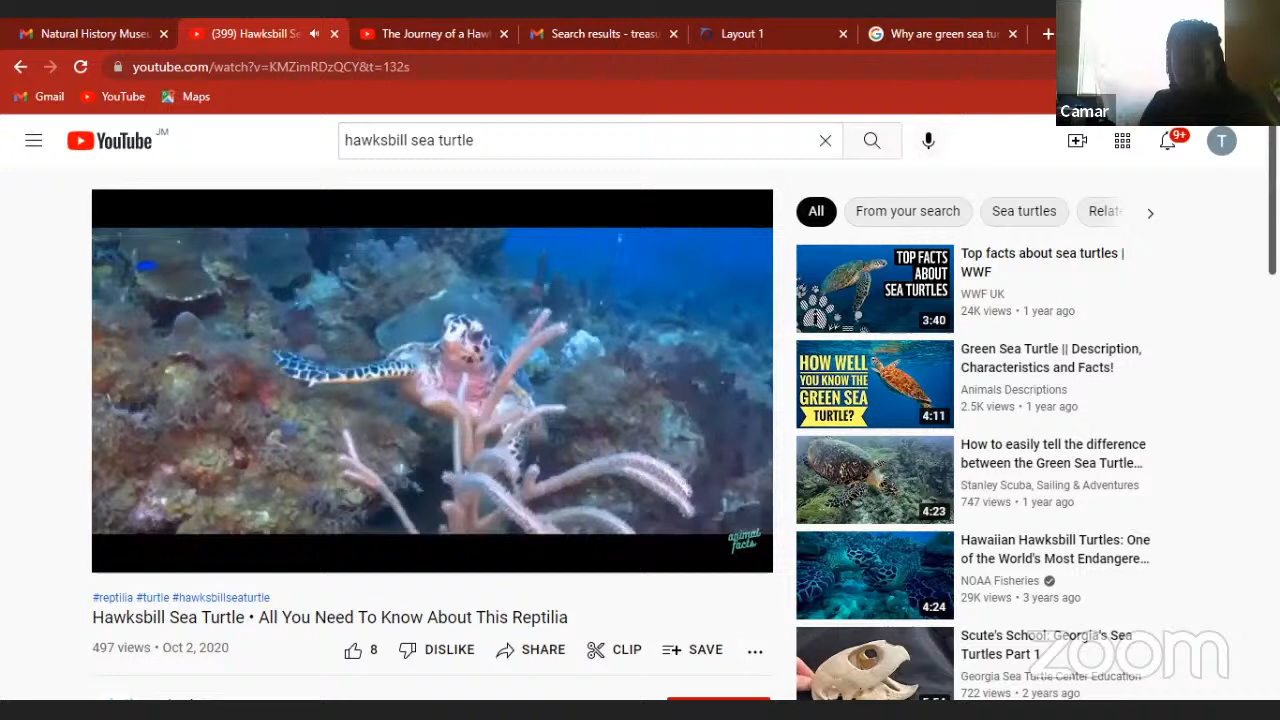 Natural History Museu
(399) Hawksbill Se
The Journey of a Haw
Search results - treasu
Layout 1
Why are green sea tur
youtube.com/watch?v=KMZimRDzQCY&t=132s
Gmail
YouTube
Maps
Camar
YouTube JM
hawksbill sea turtle
9+
T
All
From your search
Sea turtles
Relate
TOP FACTS
ABOUT
SEA TURTLES
3:40
Top facts about sea turtles |
WWF
WWF UK
24K views • 1 year ago
HOW WELL
YOU KNOW THE
GREEN SEA
TURTLE?
4:11
Green Sea Turtle || Description,
Characteristics and Facts!
Animals Descriptions
2.5K views • 1 year ago
4:23
How to easily tell the difference
between the Green Sea Turtle...
Stanley Scuba, Sailing & Adventures
747 views • 1 year ago
4:24
Hawaiian Hawksbill Turtles: One
of the World's Most Endangere...
NOAA Fisheries
29K views • 3 years ago
Scute's School: Georgia's Sea
Turtles Part 1
Georgia Sea Turtle Center Education
722 views • 2 years ago
animal
facts
#reptilia #turtle #hawksbillseaturtle
Hawksbill Sea Turtle • All You Need To Know About This Reptilia
497 views • Oct 2, 2020
8
DISLIKE
SHARE
CLIP
SAVE
zoom